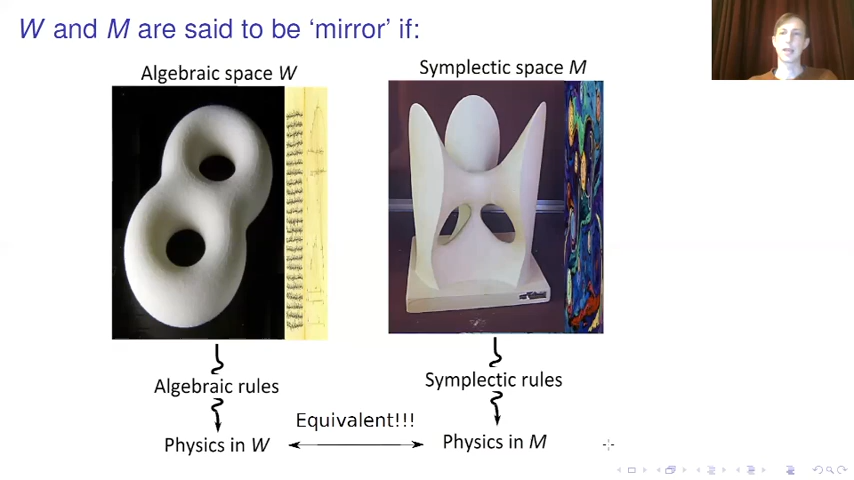 W and M are said to be ‘mirror’ if:
Algebraic space W
Symplectic space M
Algebraic rules
Symplectic rules
Equivalent!!!
Physics in W
Physics in M